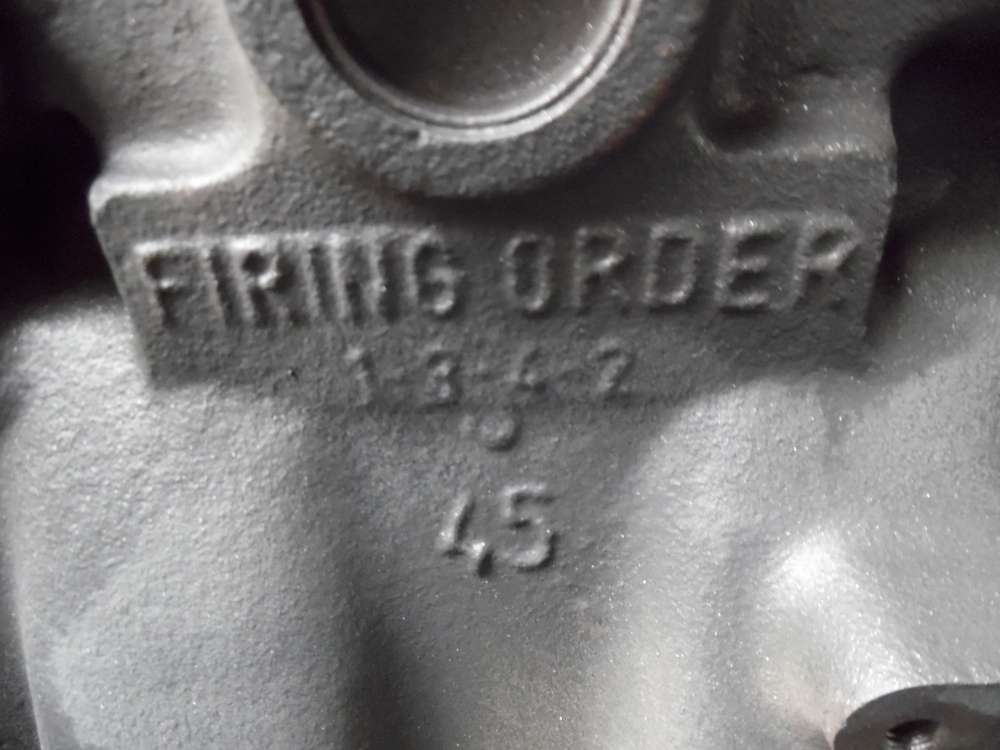 FIRING ORDER
1-3-4-2
45